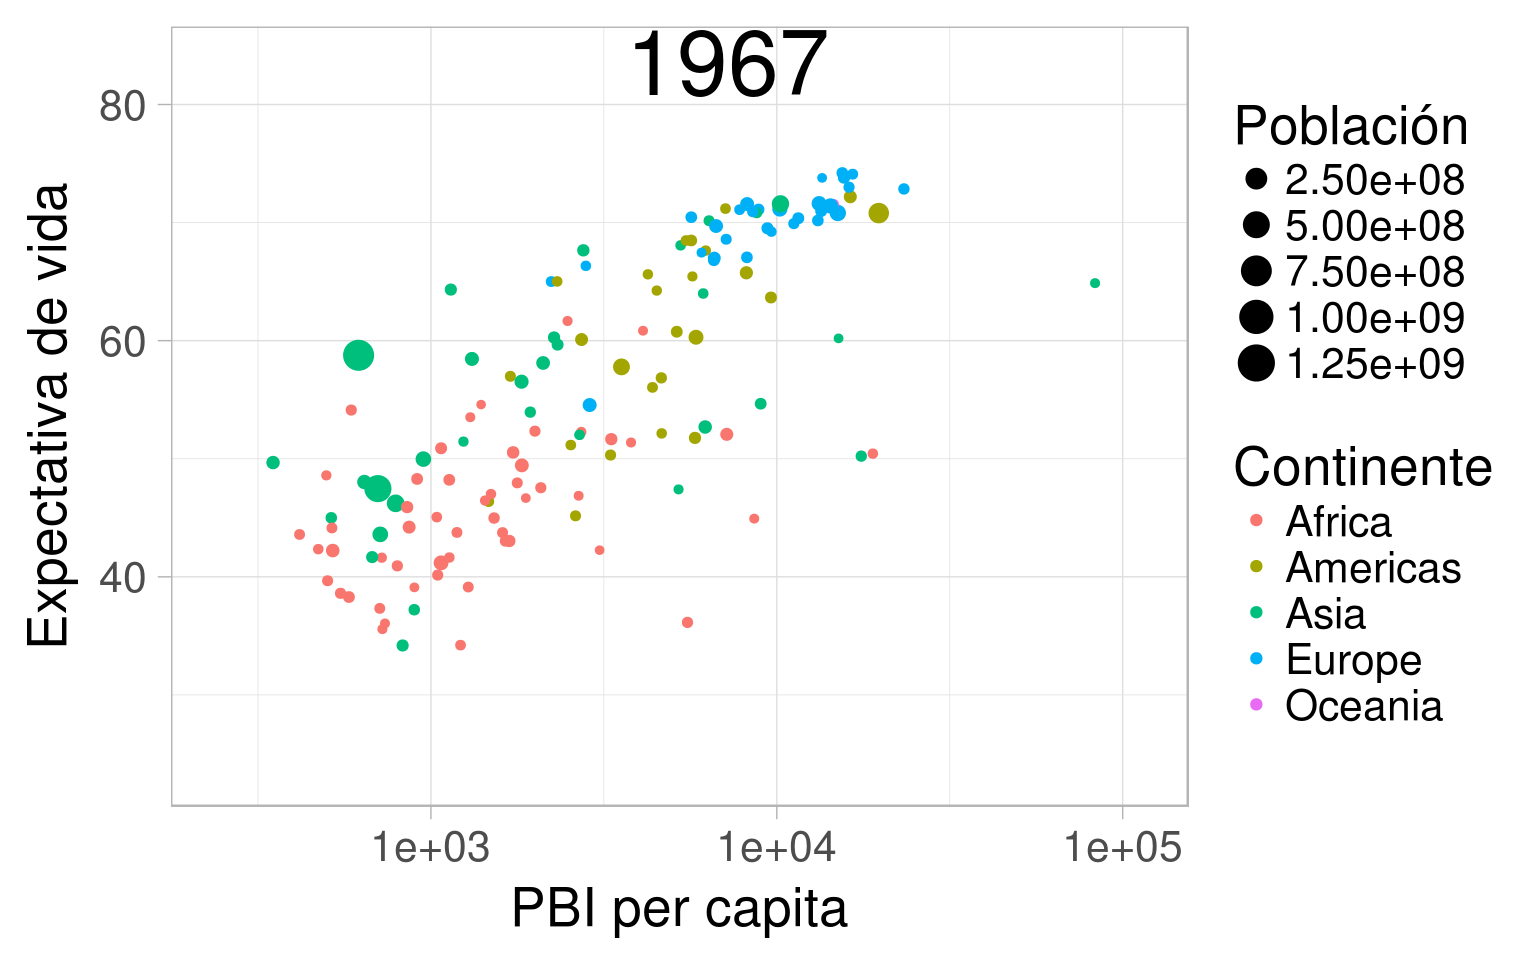 1967
80
60
40
Expectativa de vida
1e+03 1e+04 1e+05
PBI per capita
Población
2.50e+08
5.00e+08
7.50e+08
1.00e+09
1.25e+09
Continente
Africa
Americas
Asia
Europe
Oceania